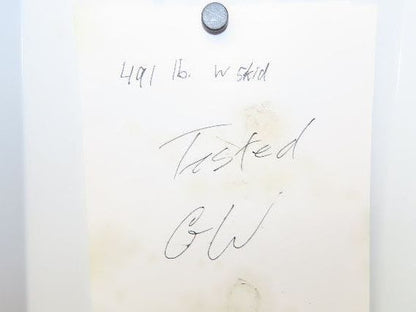 491 lb. w skid
Tested
GW